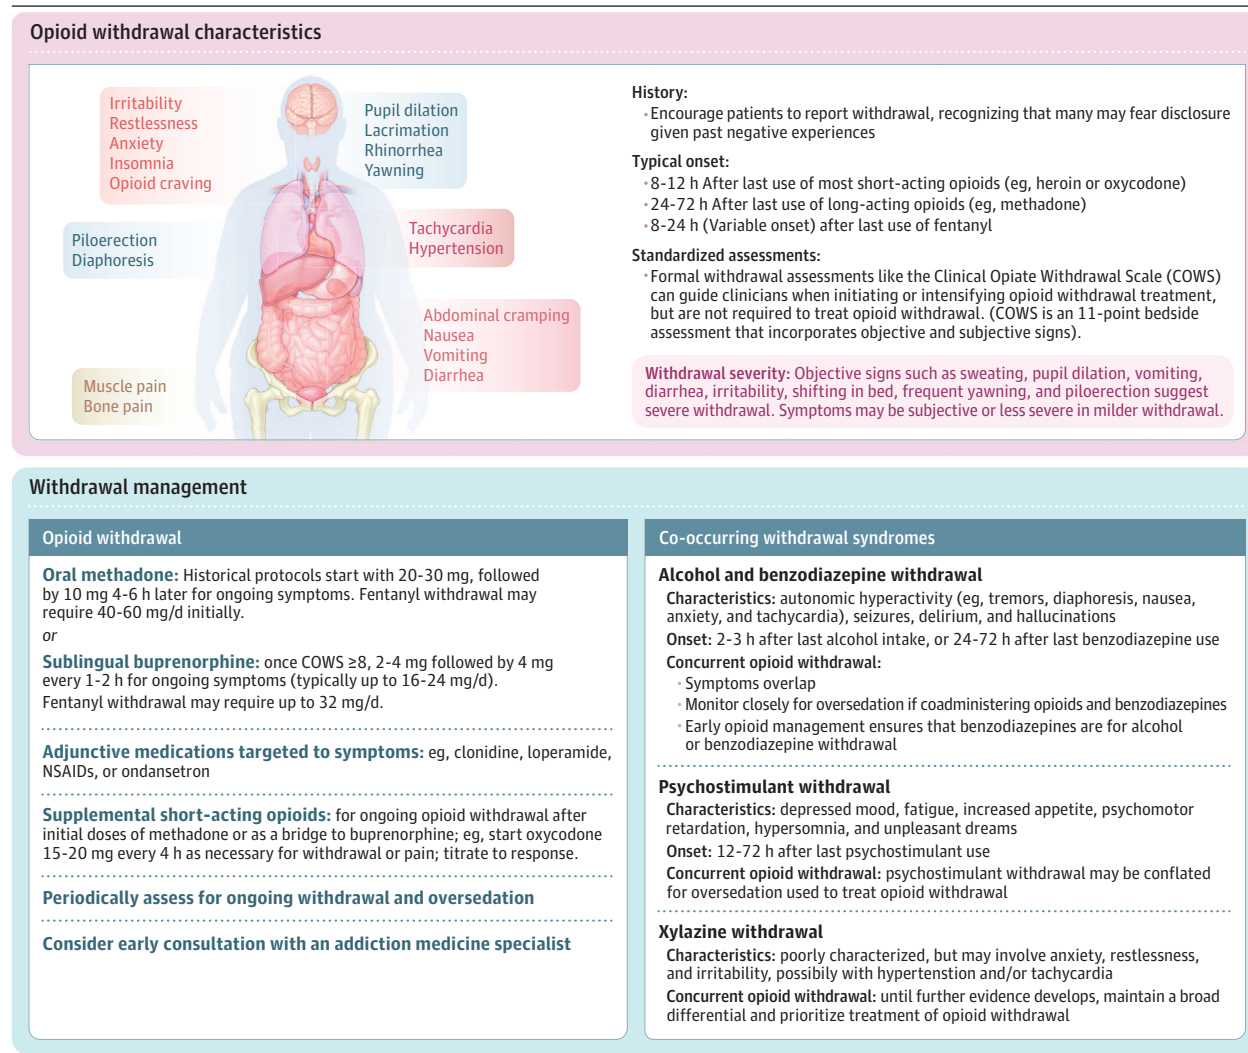 Opioid withdrawal characteristics
Irritability
Restlessness
Anxiety
Insomnia
Opioid craving
Pupil dilation
Lacrimation
Rhinorrhea
Yawning
Piloerection
Diaphoresis
Tachycardia
Hypertension
Abdominal cramping
Nausea
Vomiting
Diarrhea
Muscle pain
Bone pain
History:
• Encourage patients to report withdrawal, recognizing that many may fear disclosure
given past negative experiences
Typical onset:
• 8-12 h After last use of most short-acting opioids (eg, heroin or oxycodone)
• 24-72 h After last use of long-acting opioids (eg, methadone)
• 8-24 h (Variable onset) after last use of fentanyl
Standardized assessments:
• Formal withdrawal assessments like the Clinical Opiate Withdrawal Scale (COWS)
can guide clinicians when initiating or intensifying opioid withdrawal treatment,
but are not required to treat opioid withdrawal. (COWS is an 11-point bedside
assessment that incorporates objective and subjective signs).
Withdrawal severity: Objective signs such as sweating, pupil dilation, vomiting,
diarrhea, irritability, shifting in bed, frequent yawning, and piloerection suggest
severe withdrawal. Symptoms may be subjective or less severe in milder withdrawal.
Withdrawal management
Opioid withdrawal
Oral methadone: Historical protocols start with 20-30 mg, followed
by 10 mg 4-6 h later for ongoing symptoms. Fentanyl withdrawal may
require 40-60 mg/d initially.
or
Sublingual buprenorphine: once COWS ≥8, 2-4 mg followed by 4 mg
every 1-2 h for ongoing symptoms (typically up to 16-24 mg/d).
Fentanyl withdrawal may require up to 32 mg/d.
Adjunctive medications targeted to symptoms: eg, clonidine, loperamide,
NSAIDs, or ondansetron
Supplemental short-acting opioids: for ongoing opioid withdrawal after
initial doses of methadone or as a bridge to buprenorphine; eg, start oxycodone
15-20 mg every 4 h as necessary for withdrawal or pain; titrate to response.
Periodically assess for ongoing withdrawal and oversedation
Consider early consultation with an addiction medicine specialist
Co-occurring withdrawal syndromes
Alcohol and benzodiazepine withdrawal
Characteristics: autonomic hyperactivity (eg, tremors, diaphoresis, nausea,
anxiety, and tachycardia), seizures, delirium, and hallucinations
Onset: 2-3 h after last alcohol intake, or 24-72 h after last benzodiazepine use
Concurrent opioid withdrawal:
• Symptoms overlap
• Monitor closely for oversedation if coadministering opioids and benzodiazepines
• Early opioid management ensures that benzodiazepines are for alcohol
or benzodiazepine withdrawal
Psychostimulant withdrawal
Characteristics: depressed mood, fatigue, increased appetite, psychomotor
retardation, hypersomnia, and unpleasant dreams
Onset: 12-72 h after last psychostimulant use
Concurrent opioid withdrawal: psychostimulant withdrawal may be conflated
for oversedation used to treat opioid withdrawal
Xylazine withdrawal
Characteristics: poorly characterized, but may involve anxiety, restlessness,
and irritability, possibily with hypertenstion and/or tachycardia
Concurrent opioid withdrawal: until further evidence develops, maintain a broad
differential and prioritize treatment of opioid withdrawal